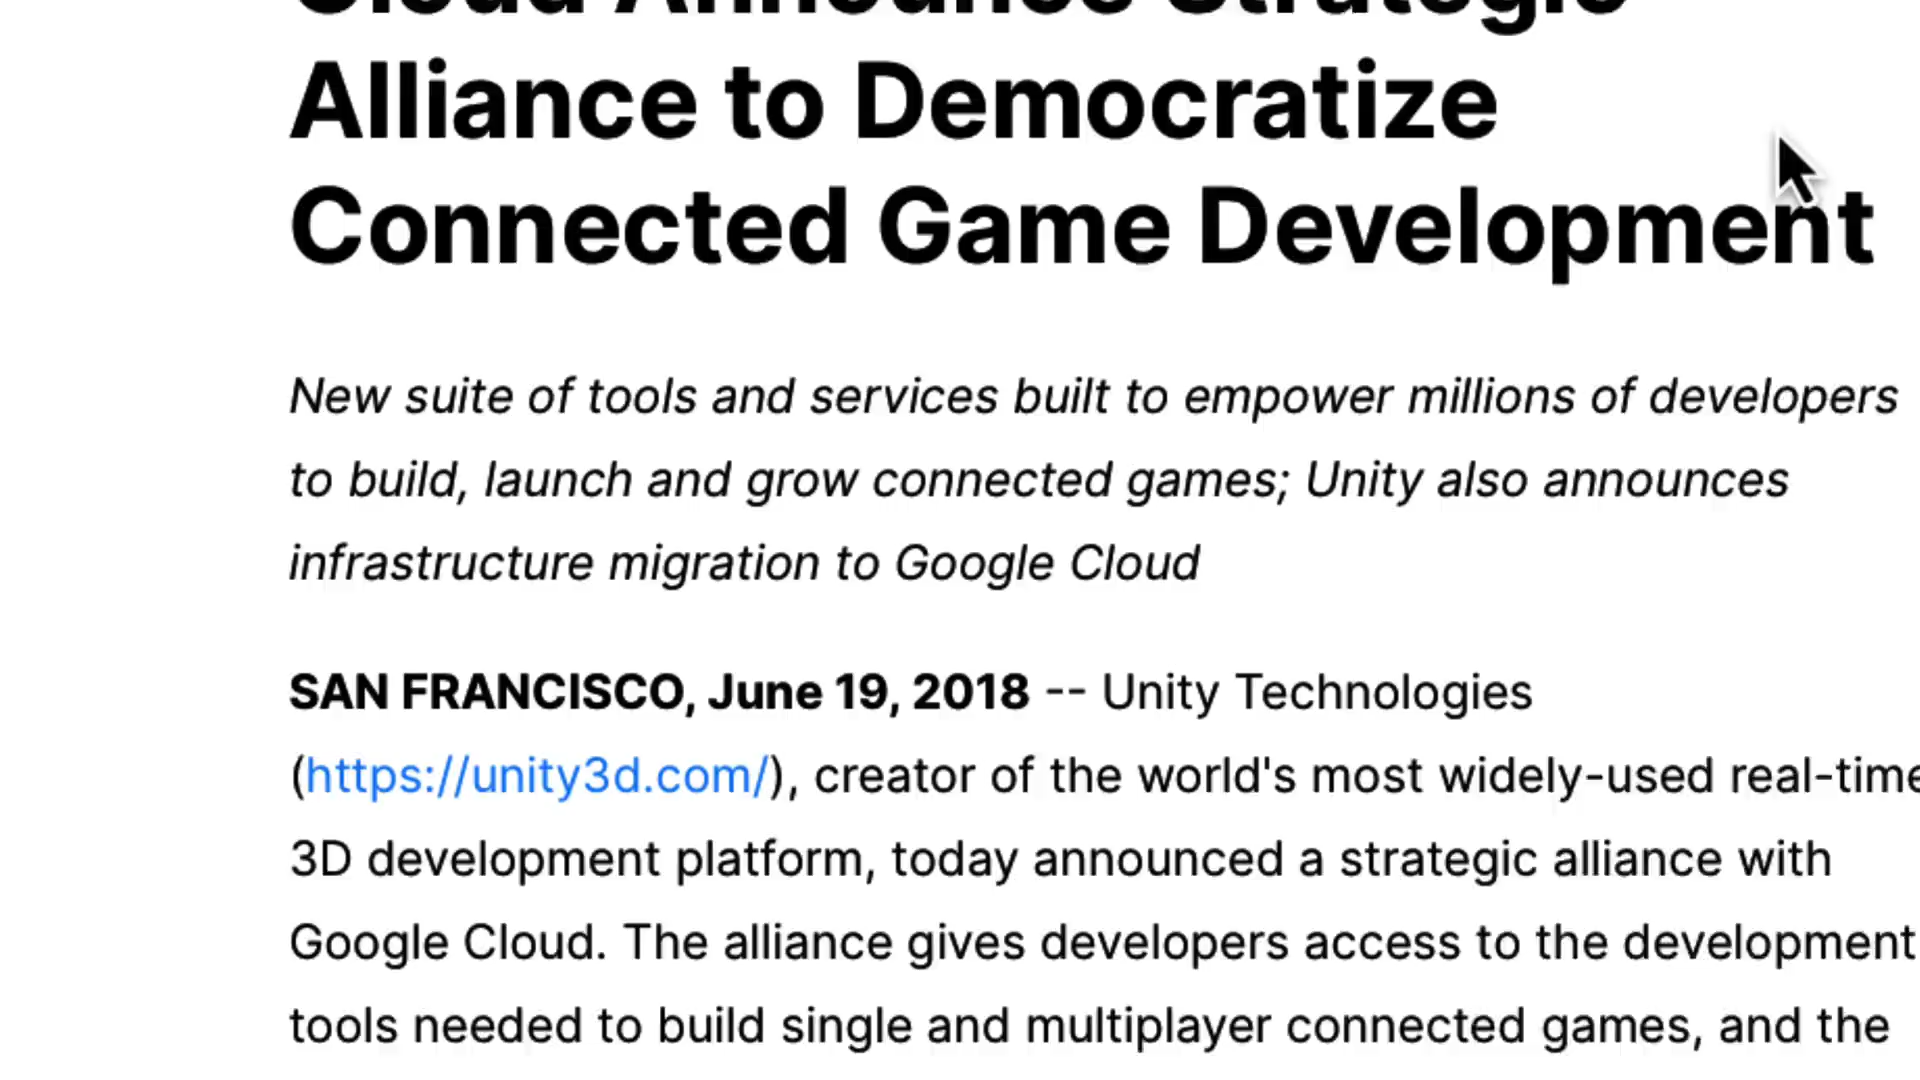 Cloud Announce Strategic
Alliance to Democratize
Connected Game Development
New suite of tools and services built to empower millions of developers
to build, launch and grow connected games; Unity also announces
infrastructure migration to Google Cloud
SAN FRANCISCO, June 19, 2018 -- Unity Technologies
(https://unity3d.com/), creator of the world's most widely-used real-time
3D development platform, today announced a strategic alliance with
Google Cloud. The alliance gives developers access to the development
tools needed to build single and multiplayer connected games, and the